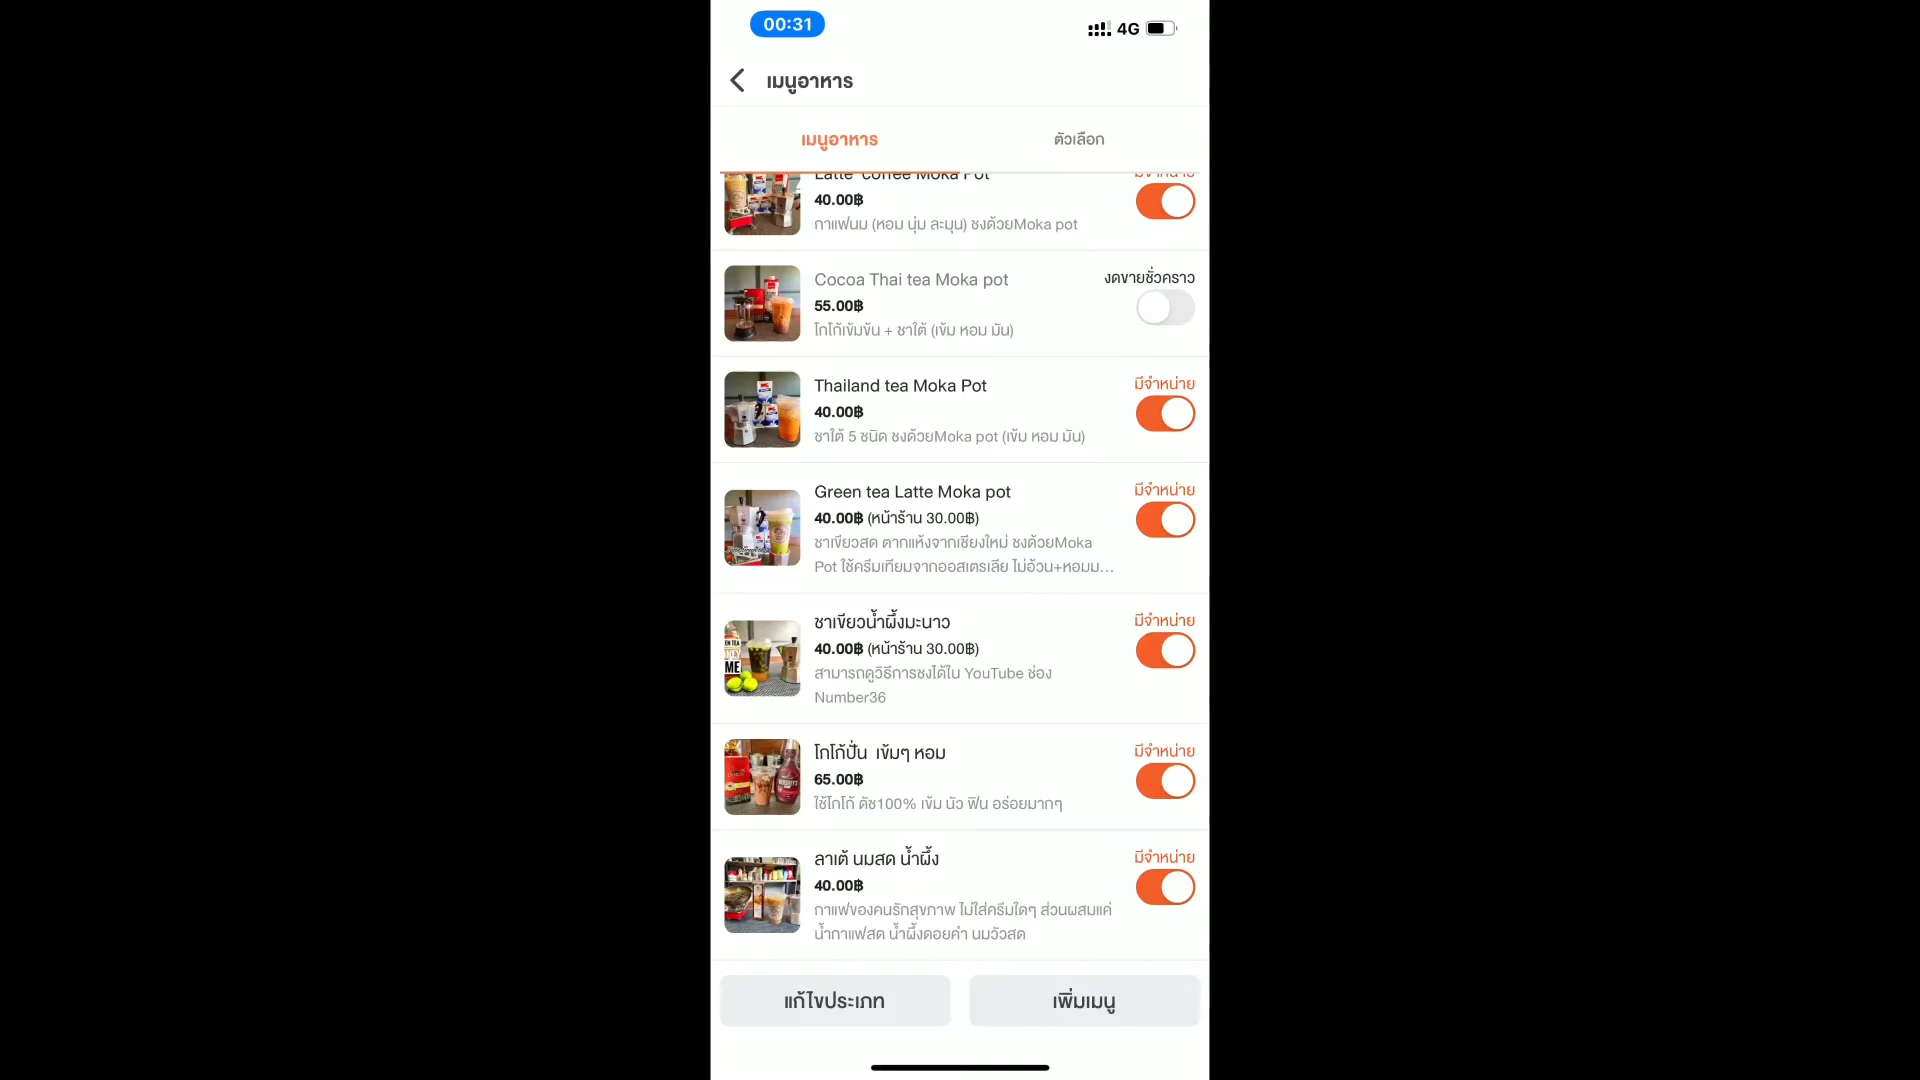 00:31
4G
เมนูอาหาร
เมนูอาหาร
ตัวเลือก
Latte coffee Moka Pot
มีจำหน่าย
40.00฿
กาแฟนม (หอม นุ่ม ละมุน) ชงด้วยMoka pot
Cocoa Thai tea Moka pot
งดขายชั่วคราว
55.00฿
โกโก้เข้มข้น + ชาใต้ (เข้ม หอม มัน)
Thailand tea Moka Pot
มีจำหน่าย
40.00฿
ชาใต้ 5 ชนิด ชงด้วยMoka pot (เข้ม หอม มัน)
Green tea Latte Moka pot
มีจำหน่าย
40.00฿ (หน้าร้าน 30.00฿)
ชาเขียวสด ตากแห้งจากเชียงใหม่ ชงด้วยMoka
Pot ใช้ครีมเทียมจากออสเตรเลีย ไม่อ้วน+หอมม...
ชาเขียวน้ำผึ้งมะนาว
มีจำหน่าย
40.00฿ (หน้าร้าน 30.00฿)
สามารถดูวิธีการชงได้ใน YouTube ช่อง
Number36
โกโก้ปั่น เข้มๆ หอม
มีจำหน่าย
65.00฿
ใช้โกโก้ ดัช100% เข้ม นัว ฟิน อร่อยมากๆ
ลาเต้ นมสด น้ำผึ้ง
มีจำหน่าย
40.00฿
กาแฟของคนรักสุขภาพ ไม่ใส่ครีมใดๆ ส่วนผสมแค่
น้ำกาแฟสด น้ำผึ้งดอยคำ นมวัวสด
แก้ไขประเภท
เพิ่มเมนู